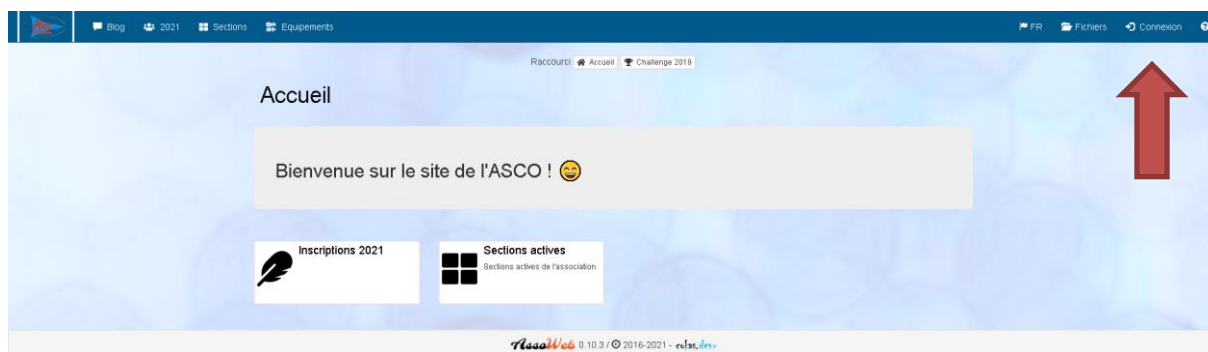 Blog 2021 Sections Equipements FR Fichiers Connexion
Raccourci Accueil Challenge 2019
Accueil
Bienvenue sur le site de l'ASCO !
Inscriptions 2021
Sections actives
Sections actives de l'association.
AssoWeb 0.10.3 / 2016-2021 - colas.dev